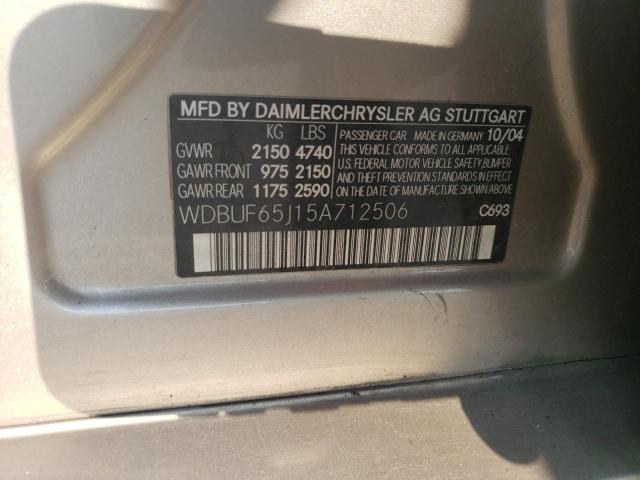 MFD BY DAIMLERCHRYSLER AG STUTTGART
KG LBS
GVWR 2150 4740
GAWR FRONT 975 2150
GAWR REAR 1175 2590
PASSENGER CAR MADE IN GERMANY 10/04
THIS VEHICLE CONFORMS TO ALL APPLICABLE
U.S. FEDERAL MOTOR VEHICLE SAFETY, BUMPER
AND THEFT PREVENTION STANDARDS IN EFFECT
ON THE DATE OF MANUFACTURE SHOWN ABOVE.
WDBUF65J15A712506 C693